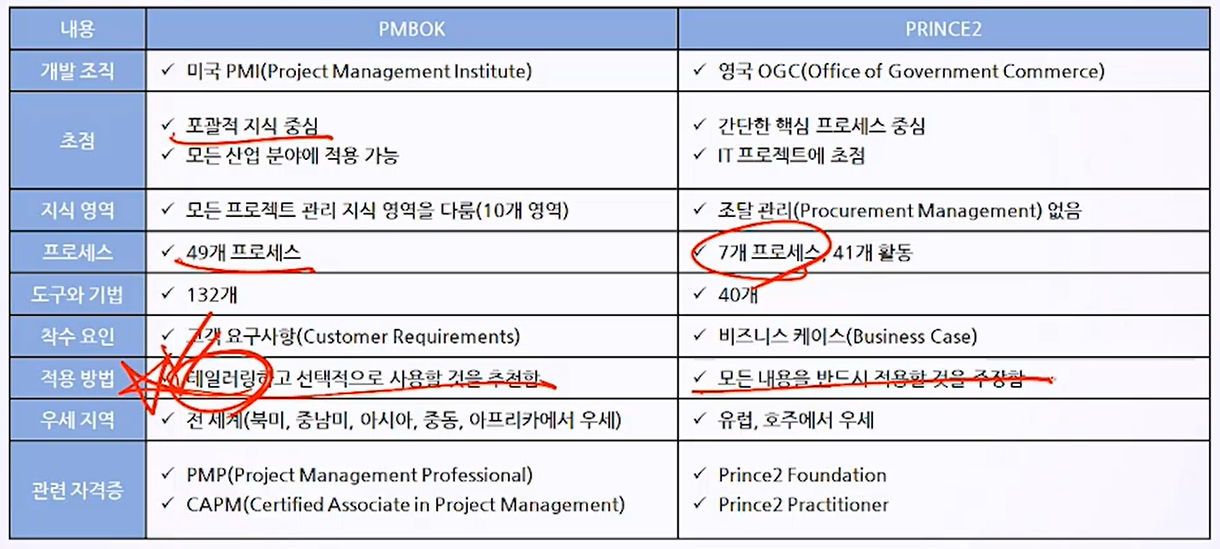 내용 PMBOK PRINCE2
개발 조직 ✓ 미국 PMI(Project Management Institute) ✓ 영국 OGC(Office of Government Commerce)
초점 ✓ 포괄적 지식 중심 ✓ 간단한 핵심 프로세스 중심
✓ 모든 산업 분야에 적용 가능 ✓ IT 프로젝트에 초점
지식 영역 ✓ 모든 프로젝트 관리 지식 영역을 다룸(10개 영역) ✓ 조달 관리(Procurement Management) 없음
프로세스 ✓ 49개 프로세스 ✓ 7개 프로세스, 41개 활동
도구와 기법 ✓ 132개 ✓ 40개
착수 요인 ✓ 고객 요구사항(Customer Requirements) ✓ 비즈니스 케이스(Business Case)
적용 방법 ✓ 테일러링하고 선택적으로 사용할 것을 추천함 ✓ 모든 내용을 반드시 적용할 것을 주장함
우세 지역 ✓ 전 세계(북미, 중남미, 아시아, 중동, 아프리카에서 우세) ✓ 유럽, 호주에서 우세
관련 자격증 ✓ PMP(Project Management Professional) ✓ Prince2 Foundation
✓ CAPM(Certified Associate in Project Management) ✓ Prince2 Practitioner